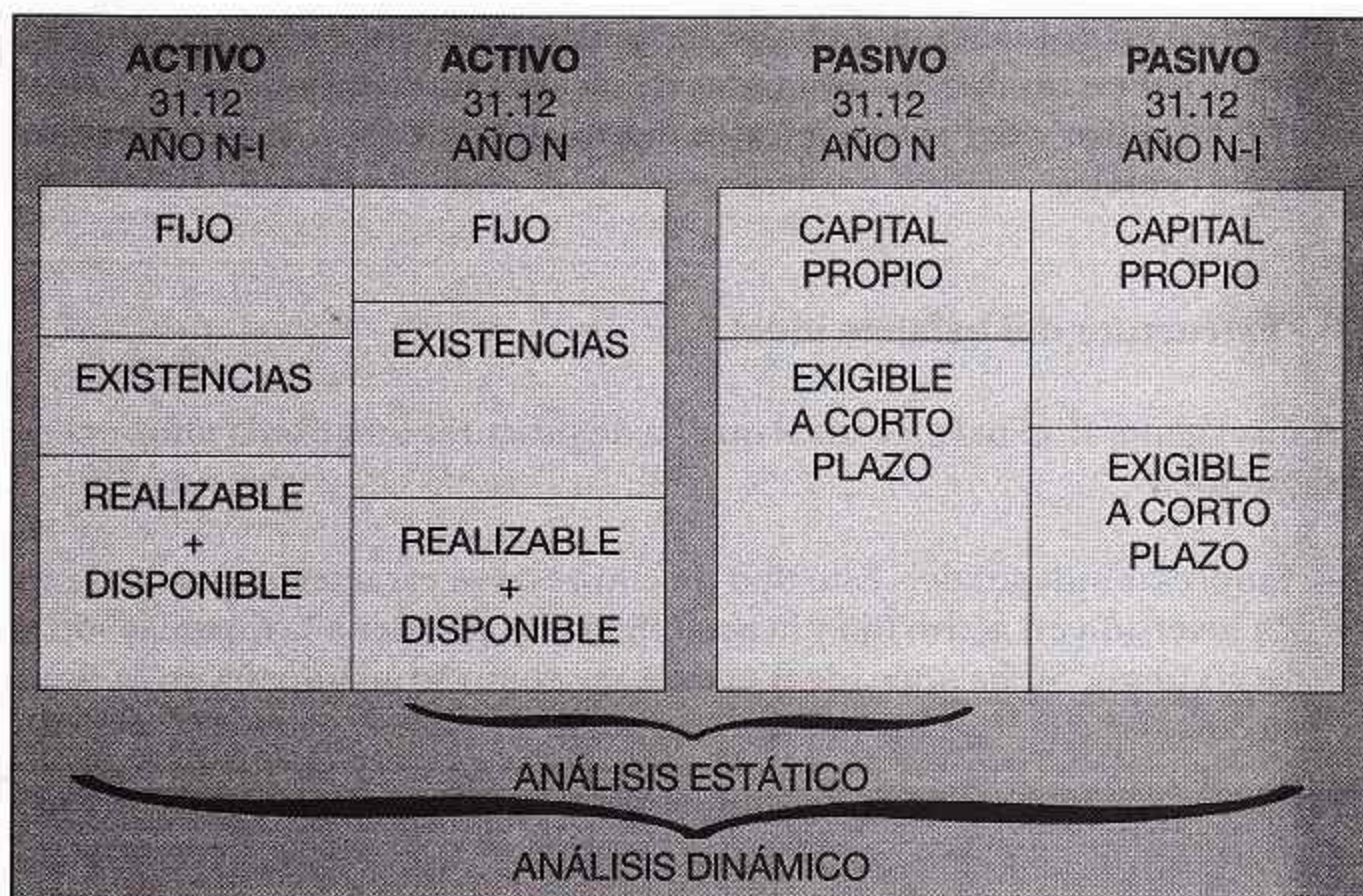 ACTIVO
31.12
AÑO N-I
ACTIVO
31.12
AÑO N
PASIVO
31.12
AÑO N
PASIVO
31.12
AÑO N-I
FIJO
EXISTENCIAS
REALIZABLE
+
DISPONIBLE
FIJO
EXISTENCIAS
REALIZABLE
+
DISPONIBLE
CAPITAL
PROPIO
EXIGIBLE
A CORTO
PLAZO
CAPITAL
PROPIO
EXIGIBLE
A CORTO
PLAZO
ANÁLISIS ESTÁTICO
ANÁLISIS DINÁMICO